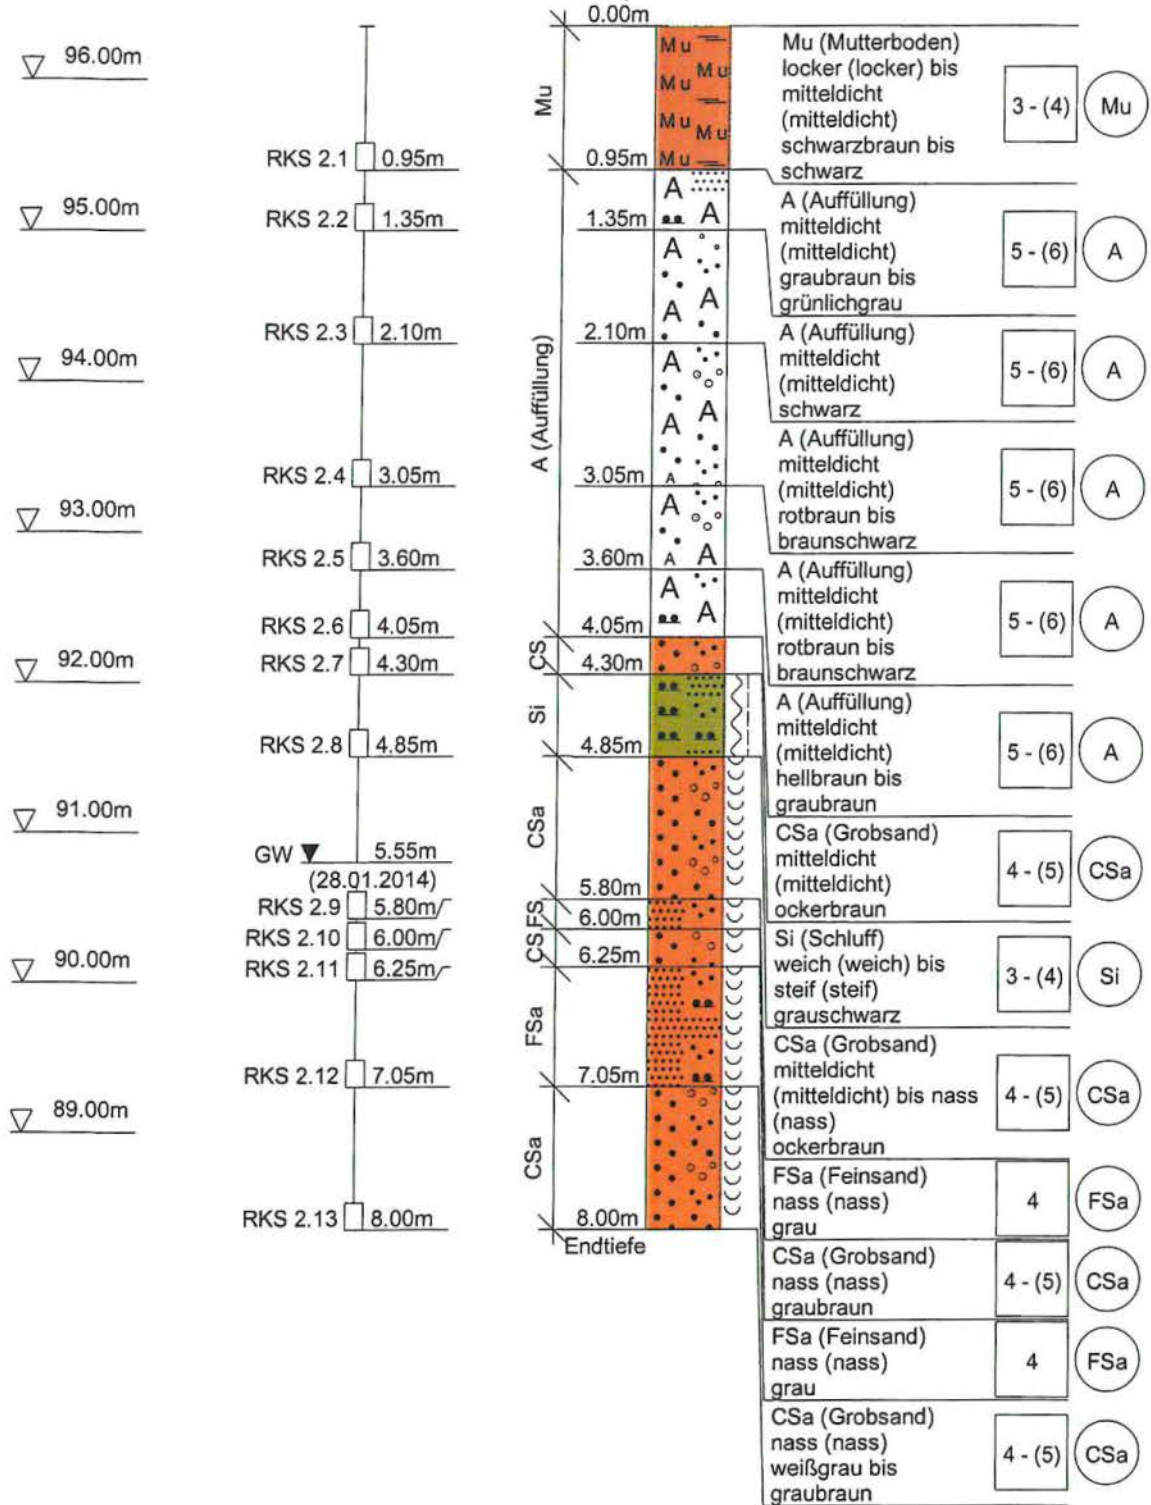 96.00m
95.00m
94.00m
93.00m
92.00m
91.00m
90.00m
89.00m
RKS 2.1 0.95m
RKS 2.2 1.35m
RKS 2.3 2.10m
RKS 2.4 3.05m
RKS 2.5 3.60m
RKS 2.6 4.05m
RKS 2.7 4.30m
RKS 2.8 4.85m
GW 5.55m
(28.01.2014)
RKS 2.9 5.80m
RKS 2.10 6.00m
RKS 2.11 6.25m
RKS 2.12 7.05m
RKS 2.13 8.00m
Mu
A (Auffüllung)
CS
Si
CSa
FS
CS
FSa
CSa
0.00m
0.95m
1.35m
2.10m
3.05m
3.60m
4.05m
4.30m
4.85m
5.80m
6.00m
6.25m
7.05m
8.00m
Endtiefe
Mu
Mu
Mu
Mu
Mu
Mu
A
A
A
A
A
A
A
A
A
A
A
A
A
A
Mu (Mutterboden)
locker (locker) bis
mitteldicht
(mitteldicht)
schwarzbraun bis
schwarz
3 - (4) Mu
A (Auffüllung)
mitteldicht
(mitteldicht)
graubraun bis
grünlichgrau
5 - (6) A
A (Auffüllung)
mitteldicht
(mitteldicht)
schwarz
5 - (6) A
A (Auffüllung)
mitteldicht
(mitteldicht)
rotbraun bis
braunschwarz
5 - (6) A
A (Auffüllung)
mitteldicht
(mitteldicht)
rotbraun bis
braunschwarz
5 - (6) A
A (Auffüllung)
mitteldicht
(mitteldicht)
hellbraun bis
graubraun
5 - (6) A
CSa (Grobsand)
mitteldicht
(mitteldicht)
ockerbraun
4 - (5) CSa
Si (Schluff)
weich (weich) bis
steif (steif)
grauschwarz
3 - (4) Si
CSa (Grobsand)
mitteldicht
(mitteldicht) bis nass
(nass)
ockerbraun
4 - (5) CSa
FSa (Feinsand)
nass (nass)
grau
4 FSa
CSa (Grobsand)
nass (nass)
graubraun
4 - (5) CSa
FSa (Feinsand)
nass (nass)
grau
4 FSa
CSa (Grobsand)
nass (nass)
weißgrau bis
graubraun
4 - (5) CSa